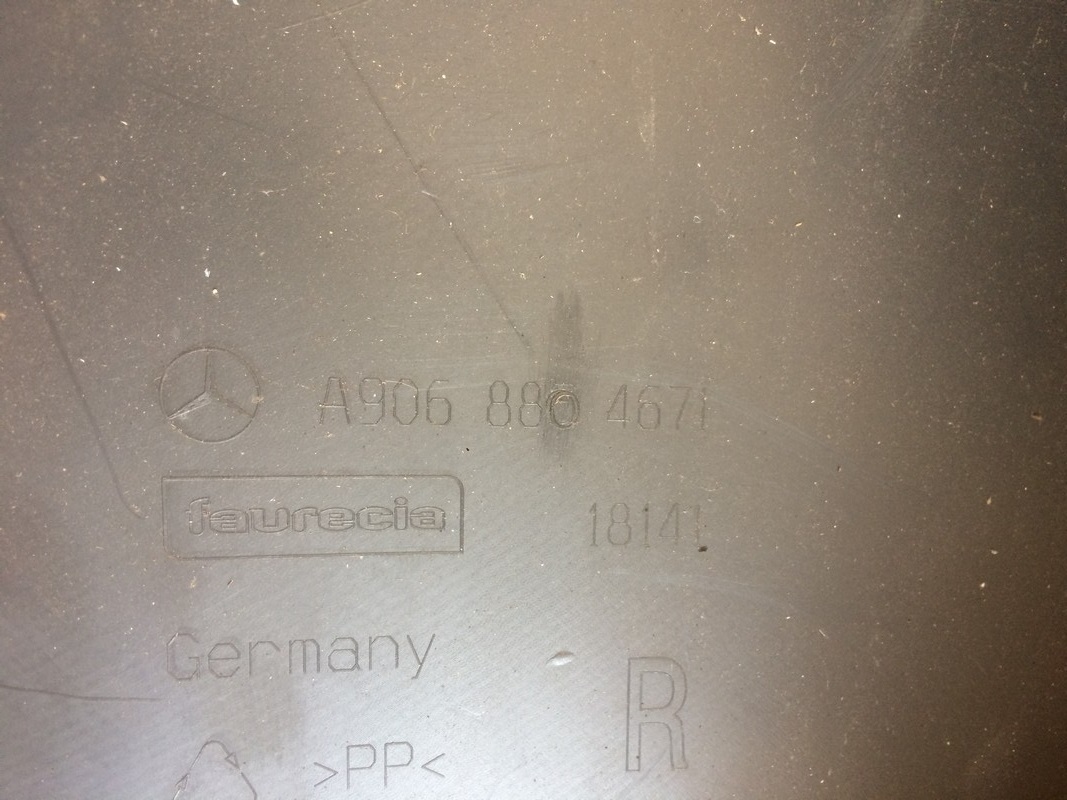 A906 880 4671
faurecia
18141
Germany
R
>PP<